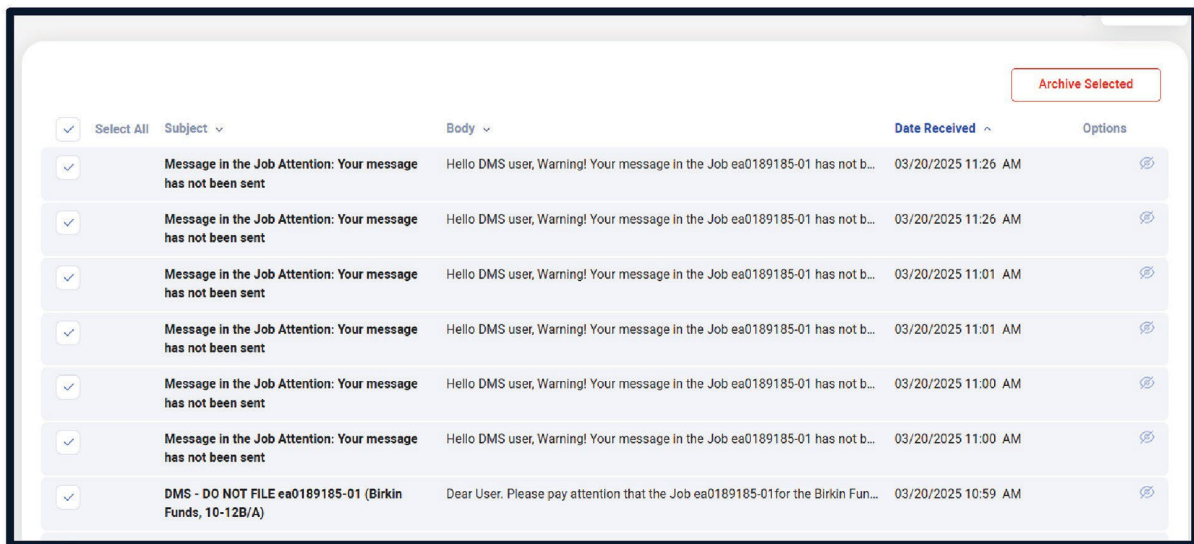 Archive Selected
Select All Subject Body Date Received Options
Message in the Job Attention: Your message Hello DMS user, Warning! Your message in the Job ea0189185-01 has not b... 03/20/2025 11:26 AM
has not been sent
Message in the Job Attention: Your message Hello DMS user, Warning! Your message in the Job ea0189185-01 has not b... 03/20/2025 11:26 AM
has not been sent
Message in the Job Attention: Your message Hello DMS user, Warning! Your message in the Job ea0189185-01 has not b... 03/20/2025 11:01 AM
has not been sent
Message in the Job Attention: Your message Hello DMS user, Warning! Your message in the Job ea0189185-01 has not b... 03/20/2025 11:01 AM
has not been sent
Message in the Job Attention: Your message Hello DMS user, Warning! Your message in the Job ea0189185-01 has not b... 03/20/2025 11:00 AM
has not been sent
Message in the Job Attention: Your message Hello DMS user, Warning! Your message in the Job ea0189185-01 has not b... 03/20/2025 11:00 AM
has not been sent
DMS - DO NOT FILE ea0189185-01 (Birkin Dear User. Please pay attention that the Job ea0189185-01for the Birkin Fun... 03/20/2025 10:59 AM
Funds, 10-12B/A)